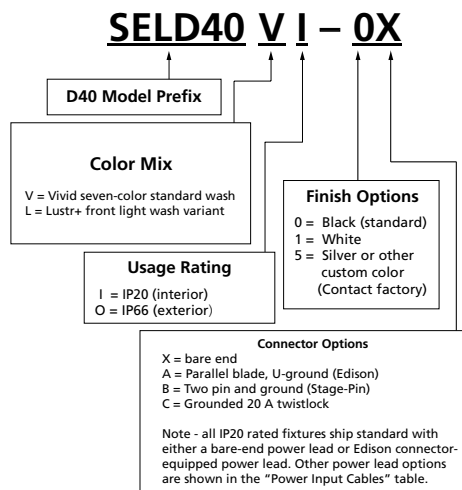 SELD40 V I – 0X
D40 Model Prefix
Color Mix
V = Vivid seven-color standard wash
L = Lustr+ front light wash variant
Usage Rating
I = IP20 (interior)
O = IP66 (exterior)
Finish Options
0 = Black (standard)
1 = White
5 = Silver or other
custom color
(Contact factory)
Connector Options
X = bare end
A = Parallel blade, U-ground (Edison)
B = Two pin and ground (Stage-Pin)
C = Grounded 20 A twistlock
Note - all IP20 rated fixtures ship standard with
either a bare-end power lead or Edison connector-
equipped power lead. Other power lead options
are shown in the “Power Input Cables” table.